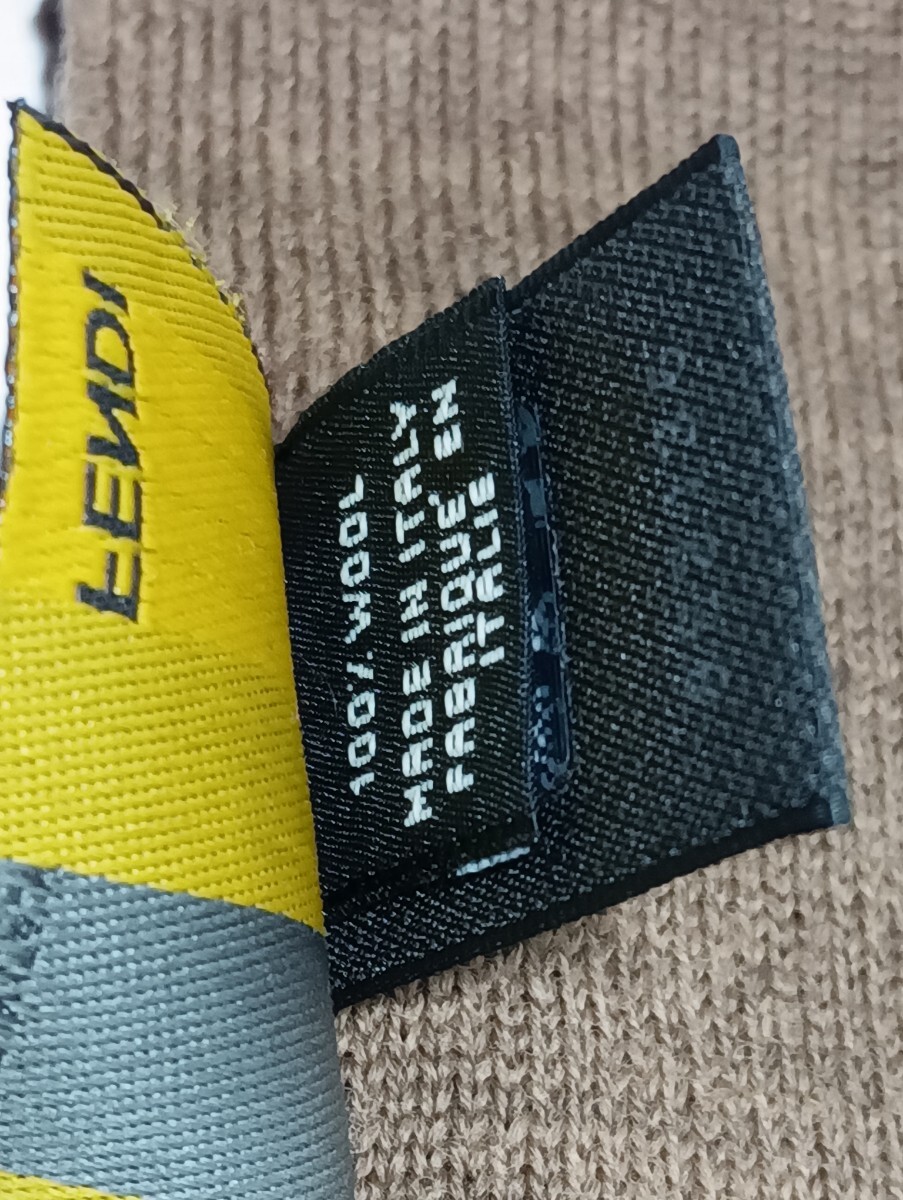 FENDI
100% WOOL
MADE IN ITALY
FABRIQUÉ EN
ITALIE